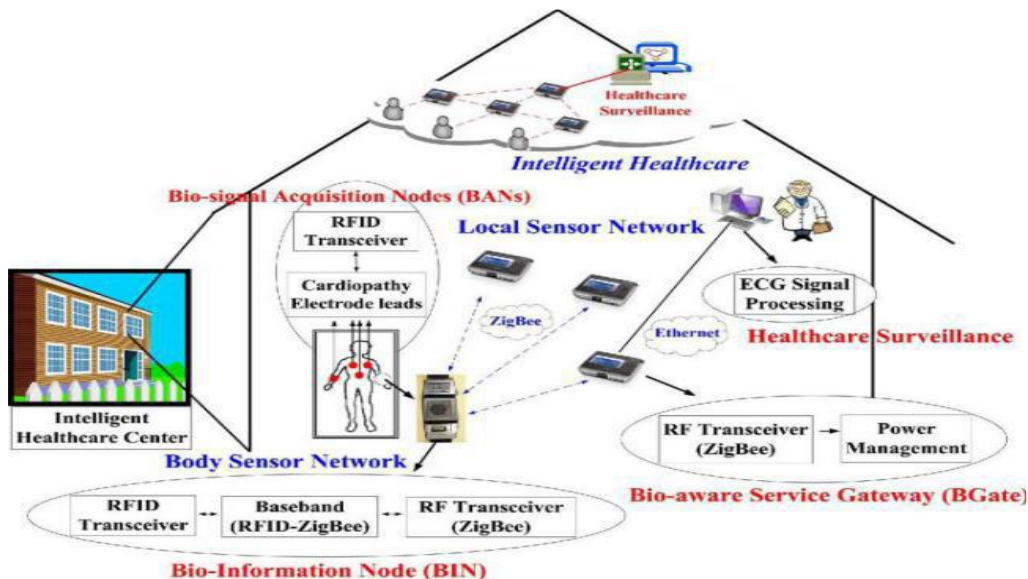 Healthcare
Surveillance
Intelligent Healthcare
Bio-signal Acquisition Nodes (BANs)
RFID
Transceiver
Cardiopathy
Electrode leads
Local Sensor Network
ZigBee
Ethernet
ECG Signal
Processing
Healthcare Surveillance
Intelligent
Healthcare Center
Body Sensor Network
RF Transceiver
(ZigBee)
Power
Management
Bio-aware Service Gateway (BGate)
RFID
Transceiver
Baseband
(RFID-ZigBee)
RF Transceiver
(ZigBee)
Bio-Information Node (BIN)